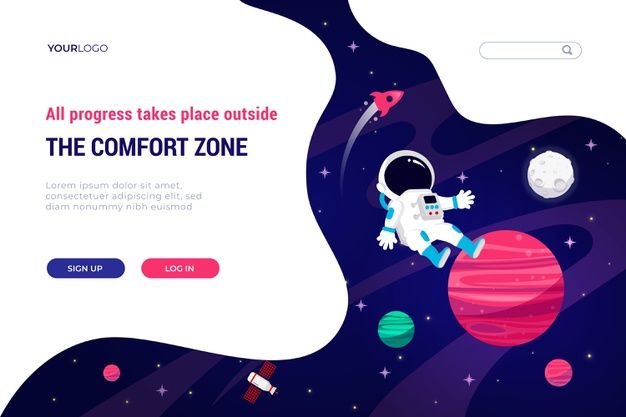 YOURLOGO
All progress takes place outside
THE COMFORT ZONE
Lorem ipsum dolor sit amet,
consectetuer adipiscing elit, sed
diam nonummy nibh euismod
SIGN UP
LOG IN